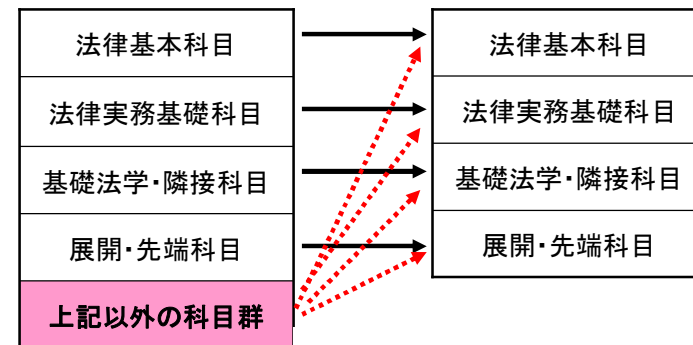 法律基本科目
法律実務基礎科目
基礎法学・隣接科目
展開・先端科目
上記以外の科目群
法律基本科目
法律実務基礎科目
基礎法学・隣接科目
展開・先端科目